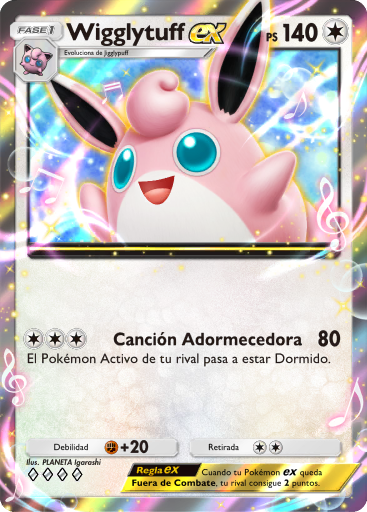 FASE 1 Wigglytuff ex PS 140
Evoluciona de Jigglypuff
Canción Adormecedora 80
El Pokémon Activo de tu rival pasa a estar Dormido.
Debilidad +20 Retirada
Ilus. PLANETA Igarashi
Regla ex Cuando tu Pokémon ex queda
Fuera de Combate, tu rival consigue 2 puntos.